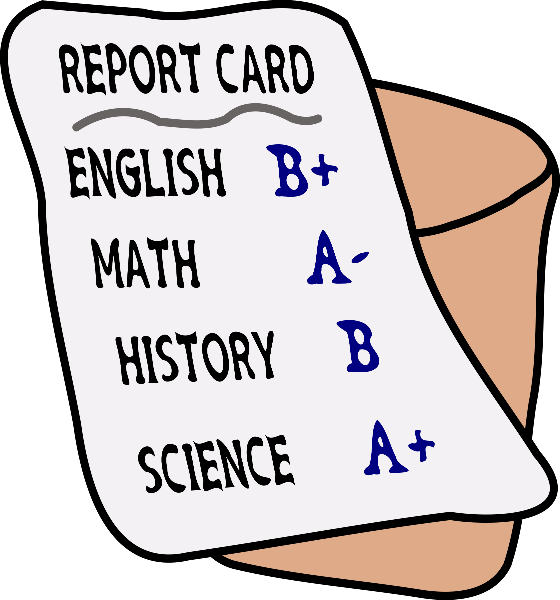 REPORT CARD
ENGLISH B+
MATH A-
HISTORY B
SCIENCE A+